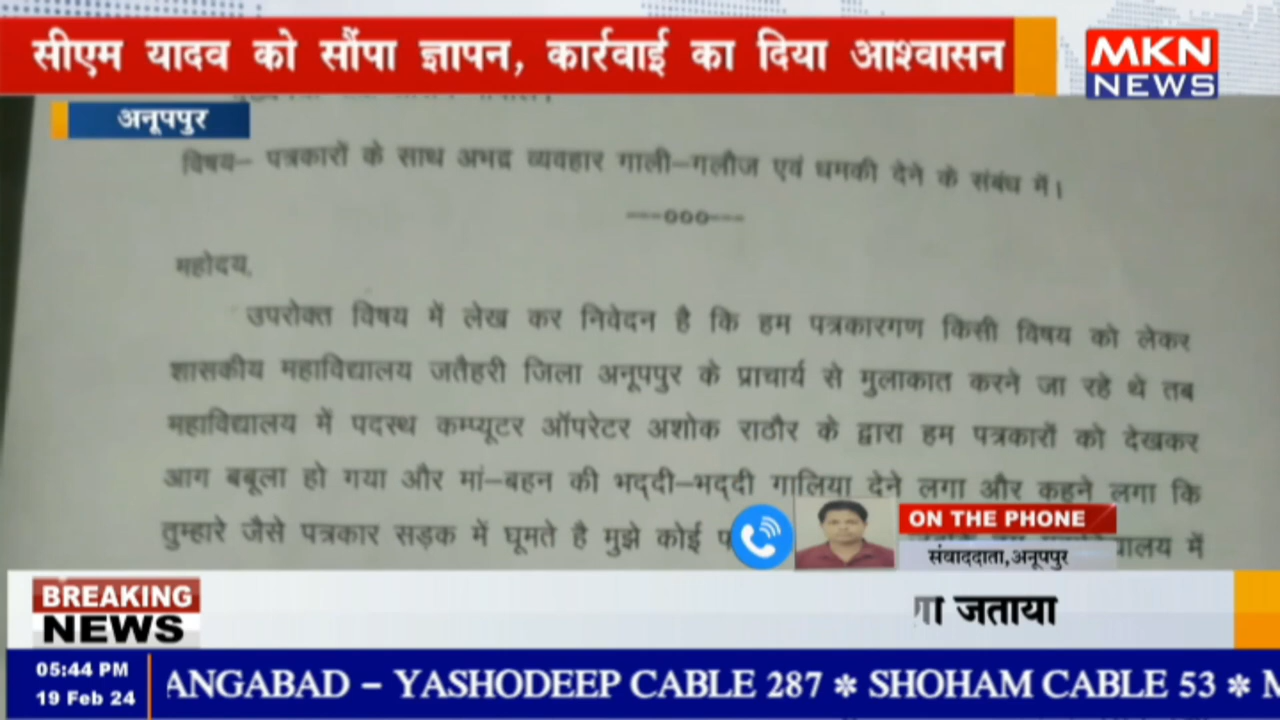 सीएम यादव को सौंपा ज्ञापन, कार्रवाई का दिया आश्वासन
MKN
NEWS
अनूपपुर
विषय– पत्रकारों के साथ अभद्र व्यवहार गाली–गलौज एवं धमकी देने के संबंध में।
---000---
महोदय,
उपरोक्त विषय में लेख कर निवेदन है कि हम पत्रकारगण किसी विषय को लेकर
शासकीय महाविद्यालय जतैहरी जिला अनूपपुर के प्राचार्य से मुलाकात करने जा रहे थे तब
महाविद्यालय में पदस्थ कम्प्यूटर ऑपरेटर अशोक राठौर के द्वारा हम पत्रकारों को देखकर
आग बबूला हो गया और मां–बहन की भद्दी–भद्दी गालिया देने लगा और कहने लगा कि
तुम्हारे जैसे पत्रकार सड़क में घूमते है मुझे कोई में
ON THE PHONE
संवाददाता,अनूपपुर
BREAKING
NEWS
जताया
05:44 PM
19 Feb 24
ANGABAD – YASHODEEP CABLE 287 * SHOHAM CABLE 53 * M